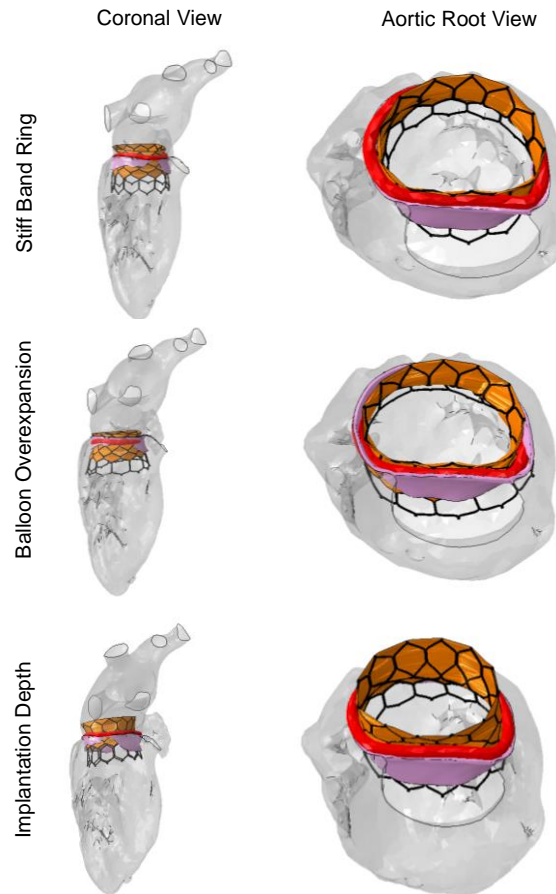 Coronal View
Aortic Root View
Stiff Band Ring
Balloon Overexpansion
Implantation Depth